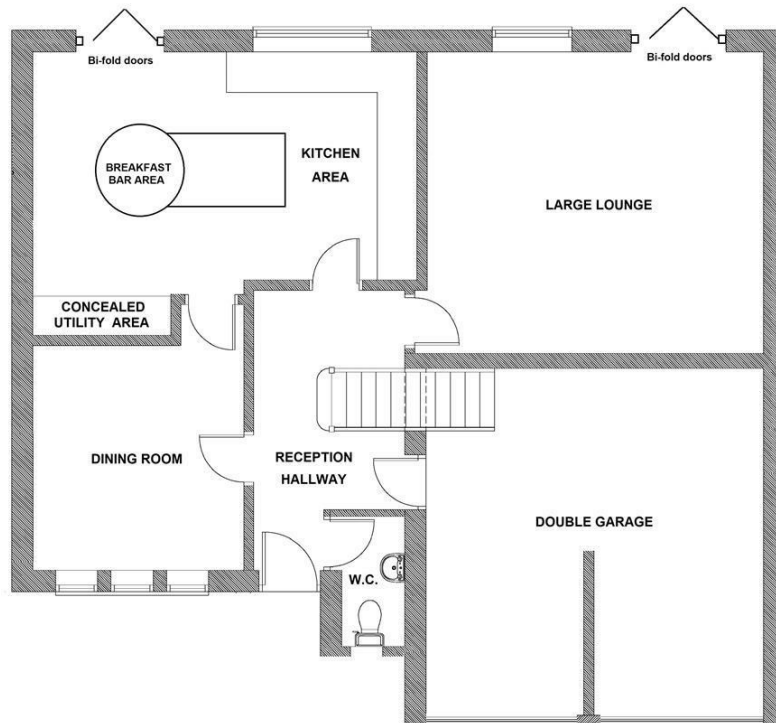 Bi-fold doors
Bi-fold doors
BREAKFAST
BAR AREA
KITCHEN
AREA
LARGE LOUNGE
CONCEALED
UTILITY AREA
DINING ROOM
RECEPTION
HALLWAY
DOUBLE GARAGE
W.C.